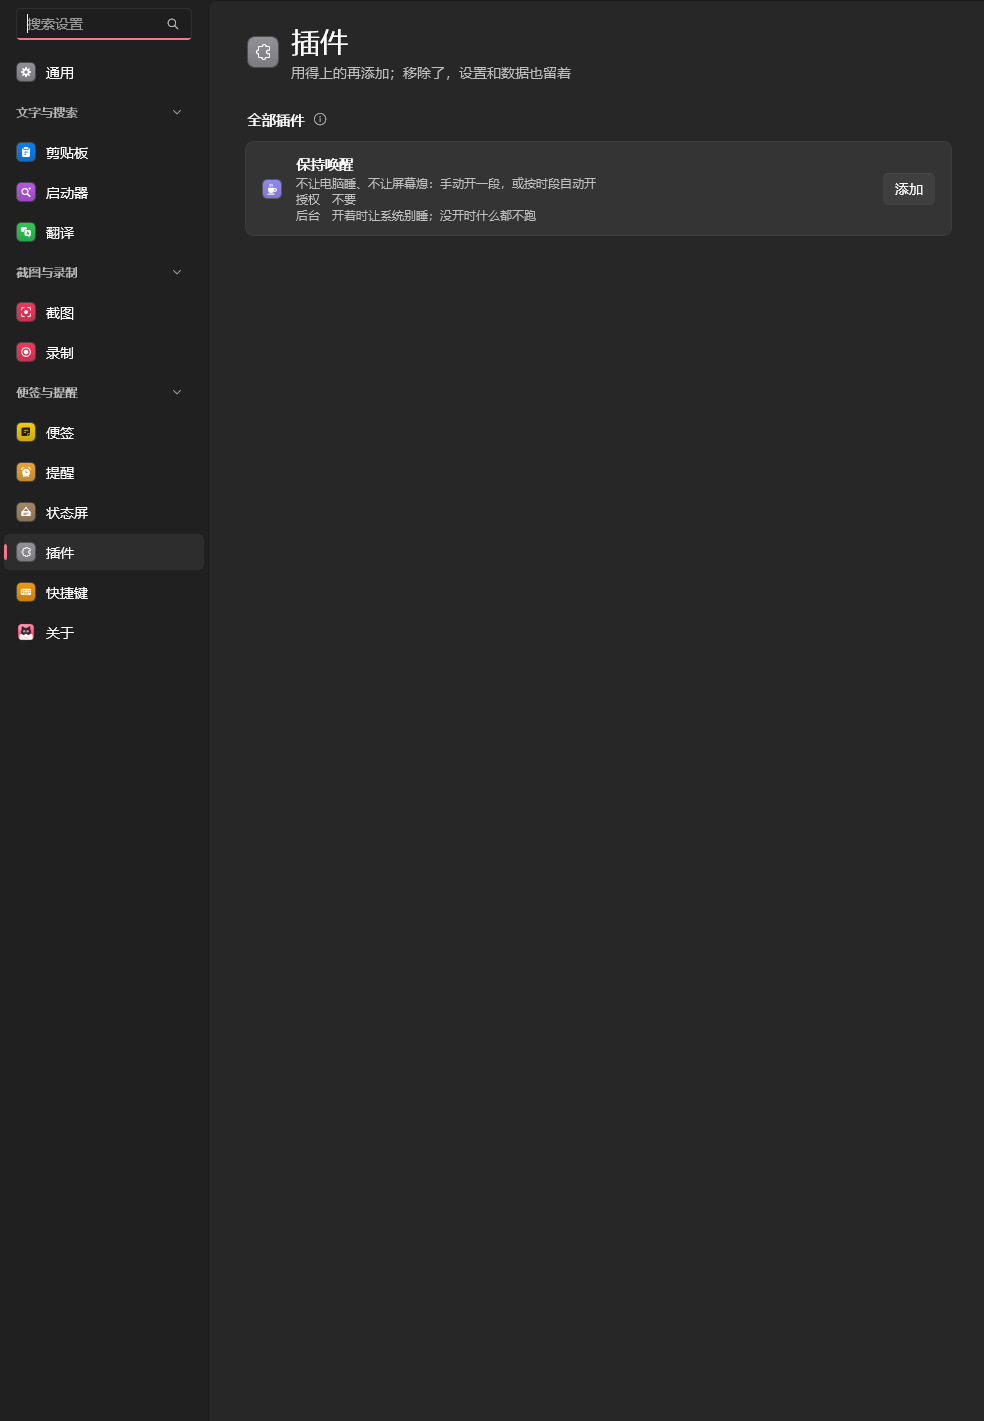 搜索设置
通用
文字与搜索
剪贴板
启动器
翻译
截图与录制
截图
录制
便签与提醒
便签
提醒
状态屏
插件
快捷键
关于
插件
用得上的再添加；移除了，设置和数据也留着
全部插件
保持唤醒
不让电脑睡、不让屏幕熄：手动开一段，或按时段自动开
授权 不要
后台 开着时让系统别睡；没开时什么都不跑
添加